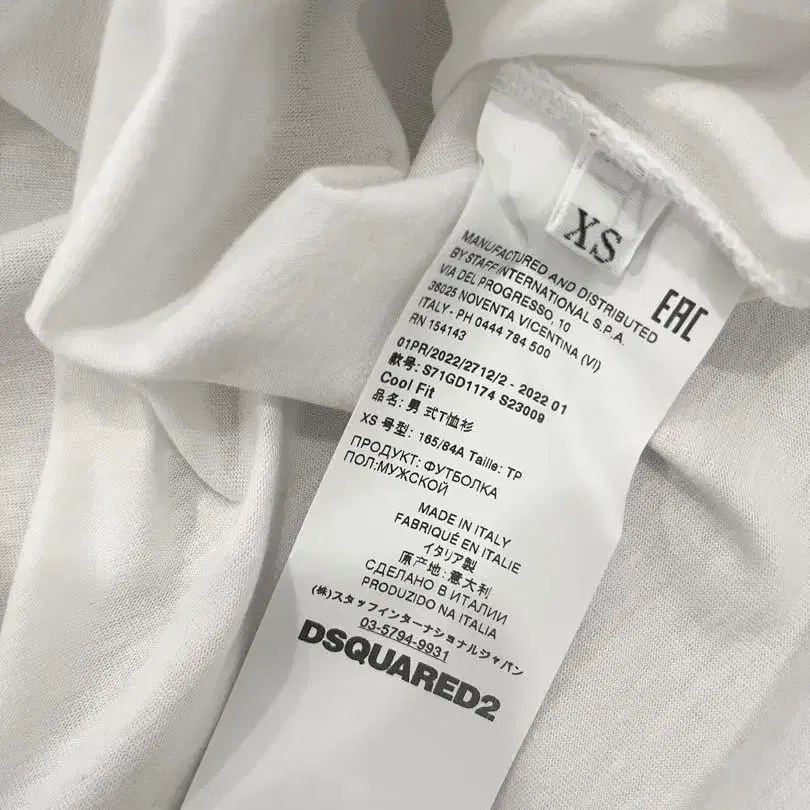 XS
EAC
MANUFACTURED AND DISTRIBUTED
BY STAFF INTERNATIONAL S.P.A.
VIA DEL PROGRESSO, 10
36025 NOVENTA VICENTINA (VI)
ITALY - PH 0444 784 500
RN 154143
01PR/2022/2712/2 - 2022 01
款号: S71GD1174 S23009
Cool Fit
品名: 男 式T恤衫
XS 号型: 165/84A Taille: TP
ПРОДУКТ: ФУТБОЛКА
ПОЛ:МУЖСКОЙ
MADE IN ITALY
FABRIQUÉ EN ITALIE
イタリア製
原产地: 意大利
СДЕЛАНО В ИТАЛИИ
PRODUZIDO NA ITALIA
(株)スタッフインターナショナルジャパン
03-5794-9931
DSQUARED2